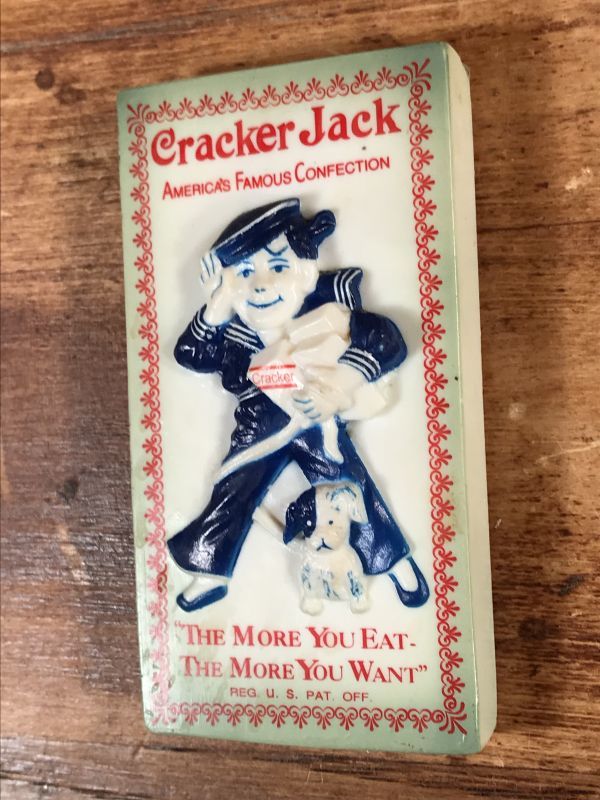 Cracker Jack
AMERICA'S FAMOUS CONFECTION
Cracker
"THE MORE YOU EAT-
THE MORE YOU WANT"
REG. U. S. PAT. OFF.